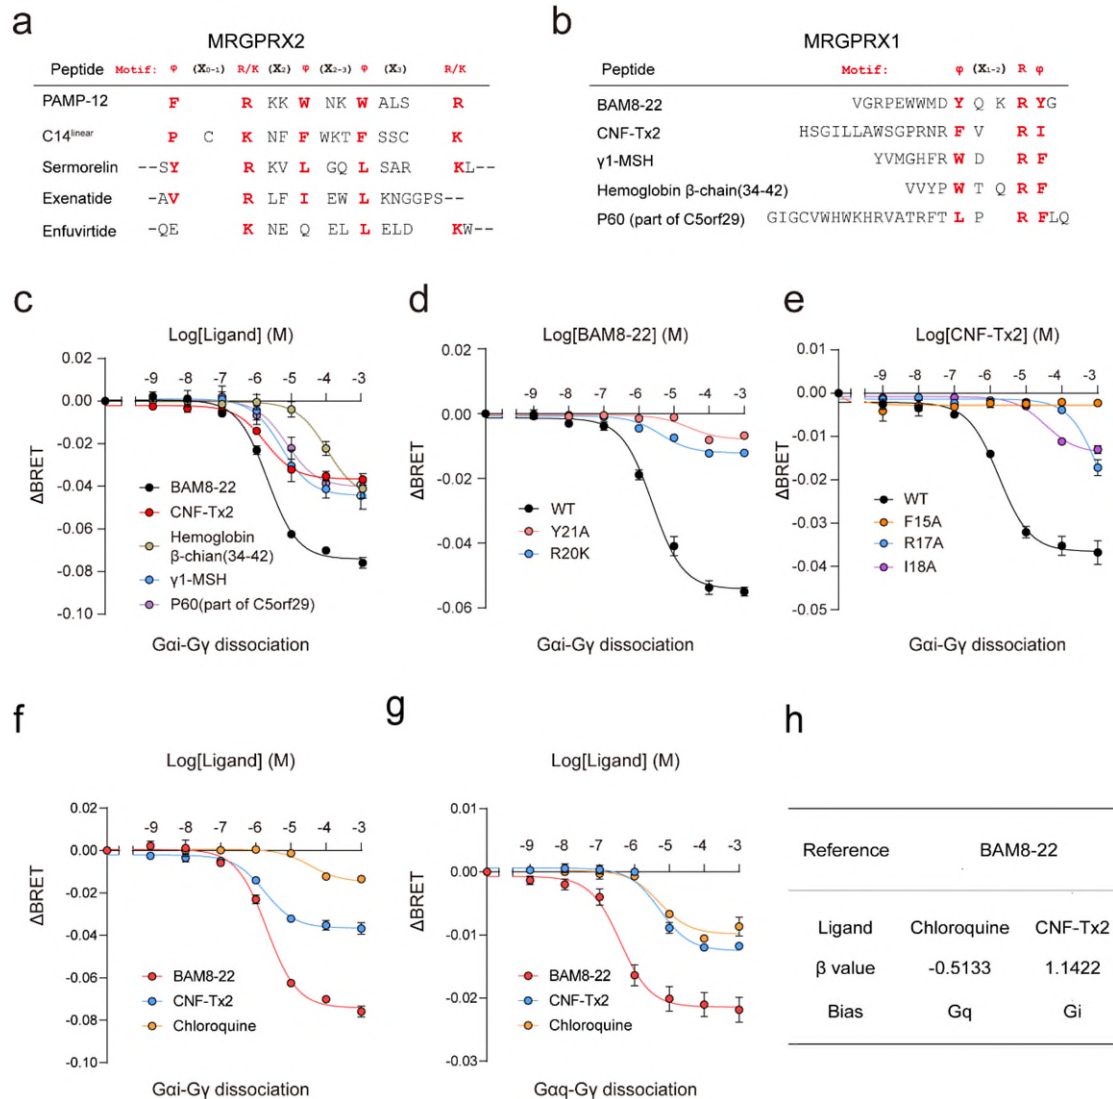 a
MRGPRX2
Peptide Motif: φ (X0-1) R/K (X2) φ (X2-3) φ (X3) R/K
PAMP-12 F R KK W NK W ALS R
C14linear P C K NF F WKT F SSC K
Sermorelin --SY R KV L GQ L SAR KL--
Exenatide -AV R LF I EW L KNGGPS--
Enfuvirtide -QE K NE Q EL L ELD KW--
b
MRGPRX1
Peptide Motif: φ (X1-2) R φ
BAM8-22 VGRPEWWMD Y Q K R YG
CNF-Tx2 HSGILLAWSGPRNR F V R I
γ1-MSH YVMGHFR W D R F
Hemoglobin β-chain(34-42) VVYP W T Q R F
P60 (part of C5orf29) GIGCVWHWKHRVATRFT L P R FLQ
c
Log[Ligand] (M)
0.02
-9 -8 -7 -6 -5 -4 -3
0.00
-0.02
-0.04
-0.06
-0.08
-0.10
ΔBRET
BAM8-22
CNF-Tx2
Hemoglobin
β-chian(34-42)
γ1-MSH
P60(part of C5orf29)
Gαi-Gγ dissociation
d
Log[BAM8-22] (M)
0.02
-9 -8 -7 -6 -5 -4 -3
0.00
-0.02
-0.04
-0.06
ΔBRET
WT
Y21A
R20K
Gαi-Gγ dissociation
e
Log[CNF-Tx2] (M)
0.01
-9 -8 -7 -6 -5 -4 -3
0.00
-0.01
-0.02
-0.03
-0.04
-0.05
ΔBRET
WT
F15A
R17A
I18A
Gαi-Gγ dissociation
f
Log[Ligand] (M)
0.02
-9 -8 -7 -6 -5 -4 -3
0.00
-0.02
-0.04
-0.06
-0.08
-0.10
ΔBRET
BAM8-22
CNF-Tx2
Chloroquine
Gαi-Gγ dissociation
g
Log[Ligand] (M)
0.01
-9 -8 -7 -6 -5 -4 -3
0.00
-0.01
-0.02
-0.03
ΔBRET
BAM8-22
CNF-Tx2
Chloroquine
Gαq-Gγ dissociation
h
Reference BAM8-22
Ligand Chloroquine CNF-Tx2
β value -0.5133 1.1422
Bias Gq Gi